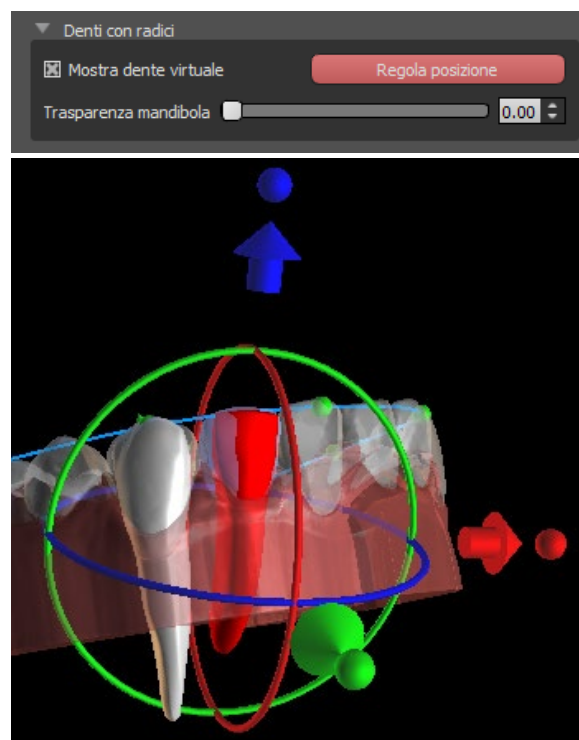 Denti con radici
Mostra dente virtuale Regola posizione
Trasparenza mandibola 0.00